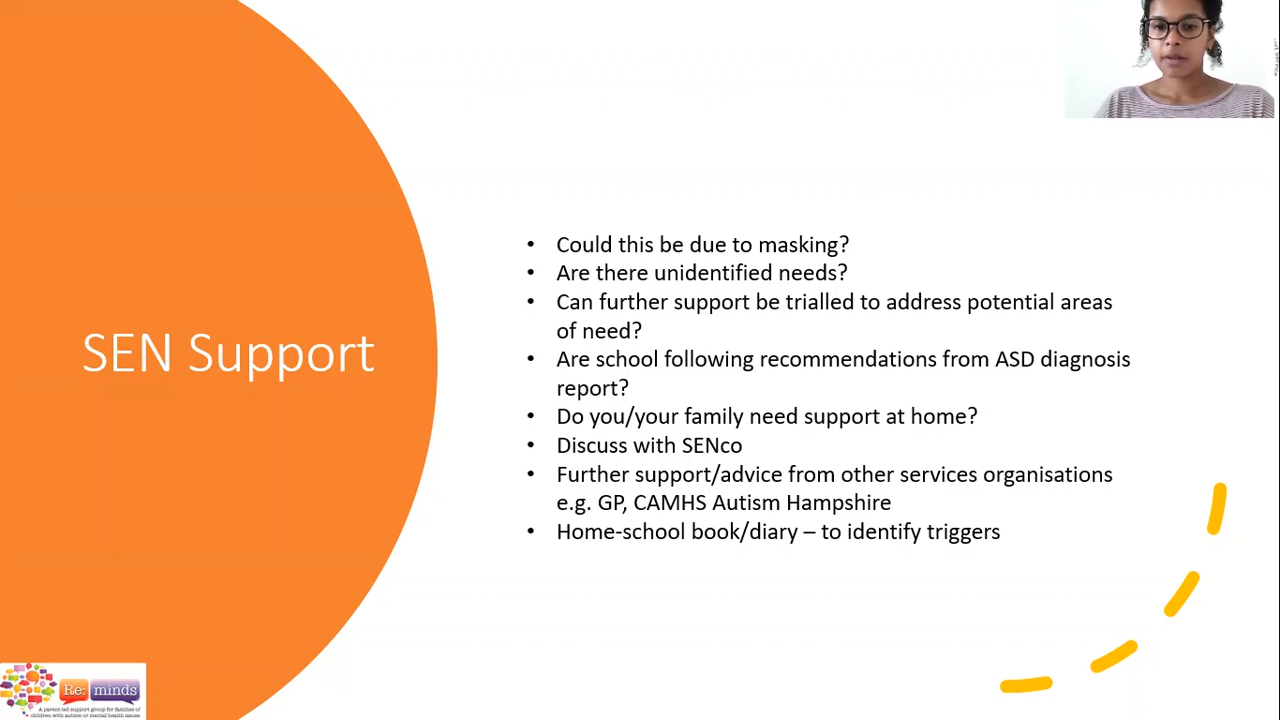 SEN Support
• Could this be due to masking?
• Are there unidentified needs?
• Can further support be trialled to address potential areas
of need?
• Are school following recommendations from ASD diagnosis
report?
• Do you/your family need support at home?
• Discuss with SENco
• Further support/advice from other services organisations
e.g. GP, CAMHS Autism Hampshire
• Home-school book/diary – to identify triggers
Re: minds
A parent-led support group for families of
children with autism or mental health issues